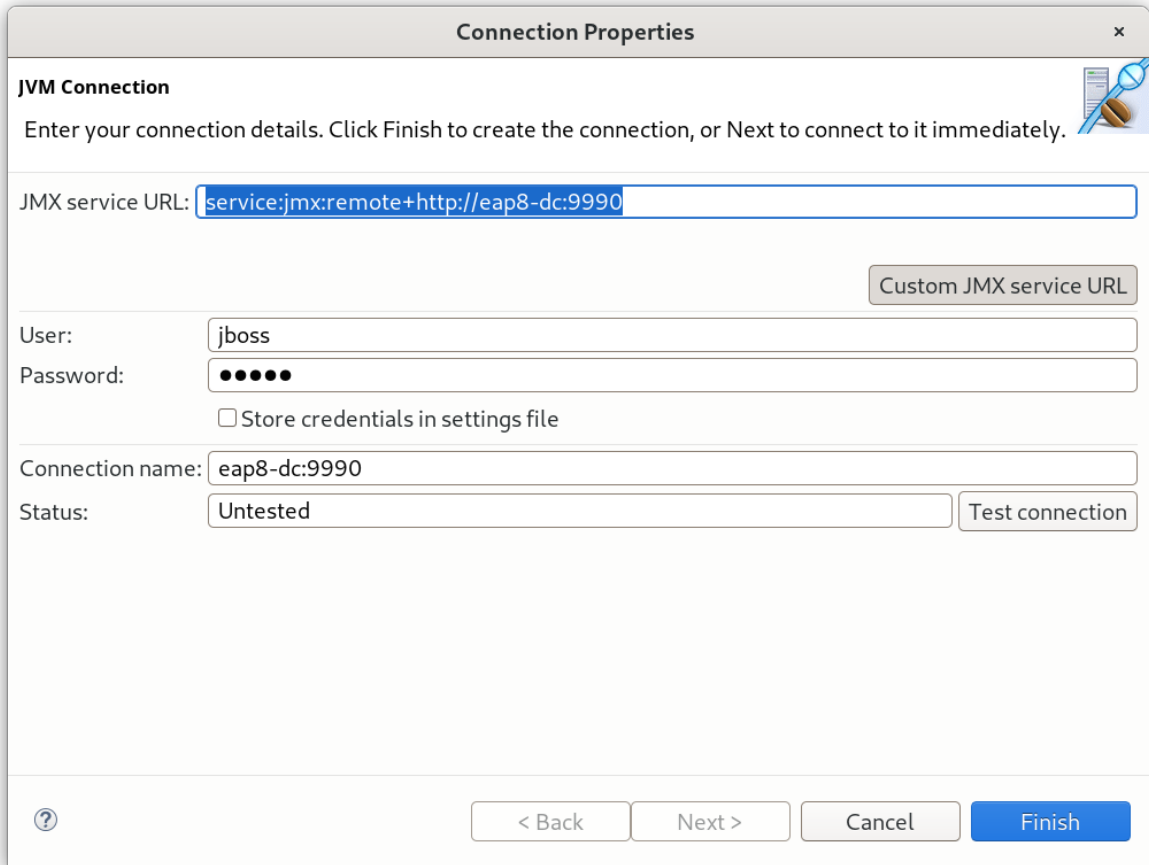 Connection Properties ×
JVM Connection
Enter your connection details. Click Finish to create the connection, or Next to connect to it immediately.
JMX service URL: service:jmx:remote+http://eap8-dc:9990
Custom JMX service URL
User: jboss
Password: ●●●●●
Store credentials in settings file
Connection name: eap8-dc:9990
Status: Untested Test connection
? < Back Next > Cancel Finish